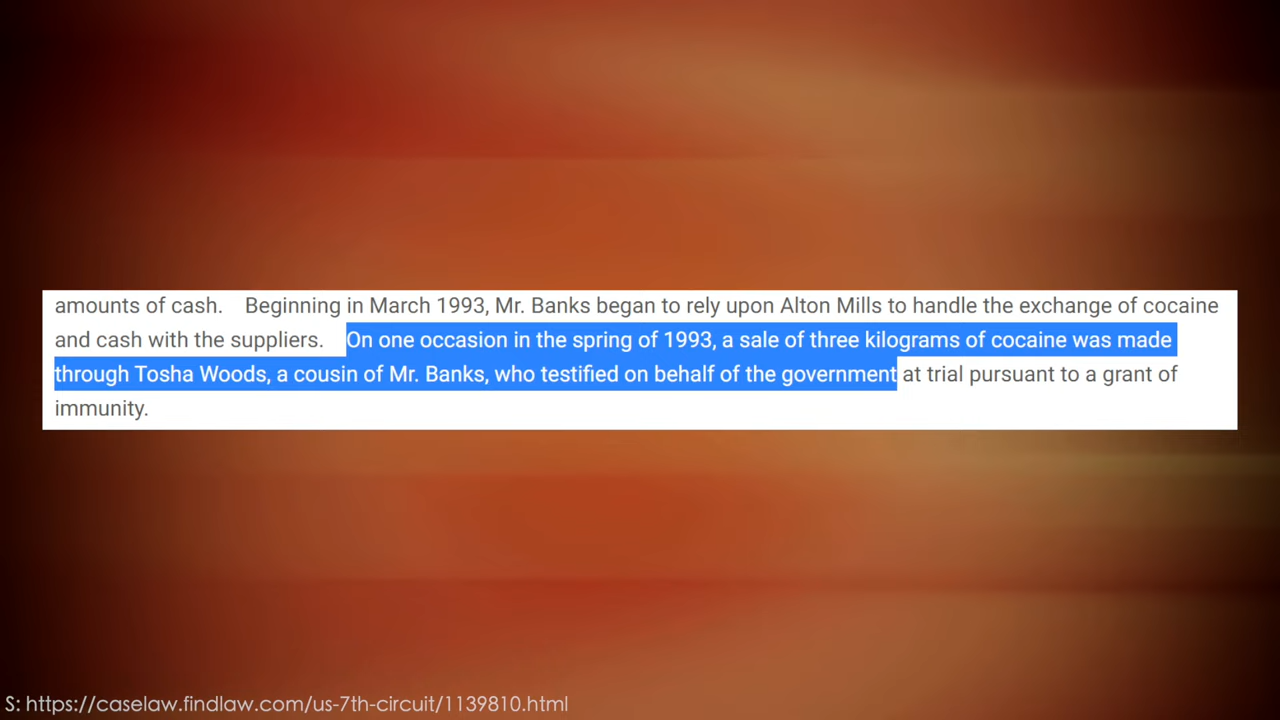 amounts of cash. Beginning in March 1993, Mr. Banks began to rely upon Alton Mills to handle the exchange of cocaine
and cash with the suppliers. On one occasion in the spring of 1993, a sale of three kilograms of cocaine was made
through Tosha Woods, a cousin of Mr. Banks, who testified on behalf of the government at trial pursuant to a grant of
immunity.
S: https://caselaw.findlaw.com/us-7th-circuit/1139810.html